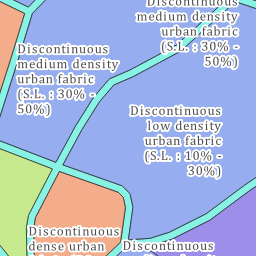 Discontinuous
medium density
urban fabric
(S.L. : 30% -
50%)
Discontinuous
medium density
urban fabric
(S.L. : 30% -
50%)
Discontinuous
low density
urban fabric
(S.L. : 10% -
30%)
Discontinuous
dense urban
Discontinuous